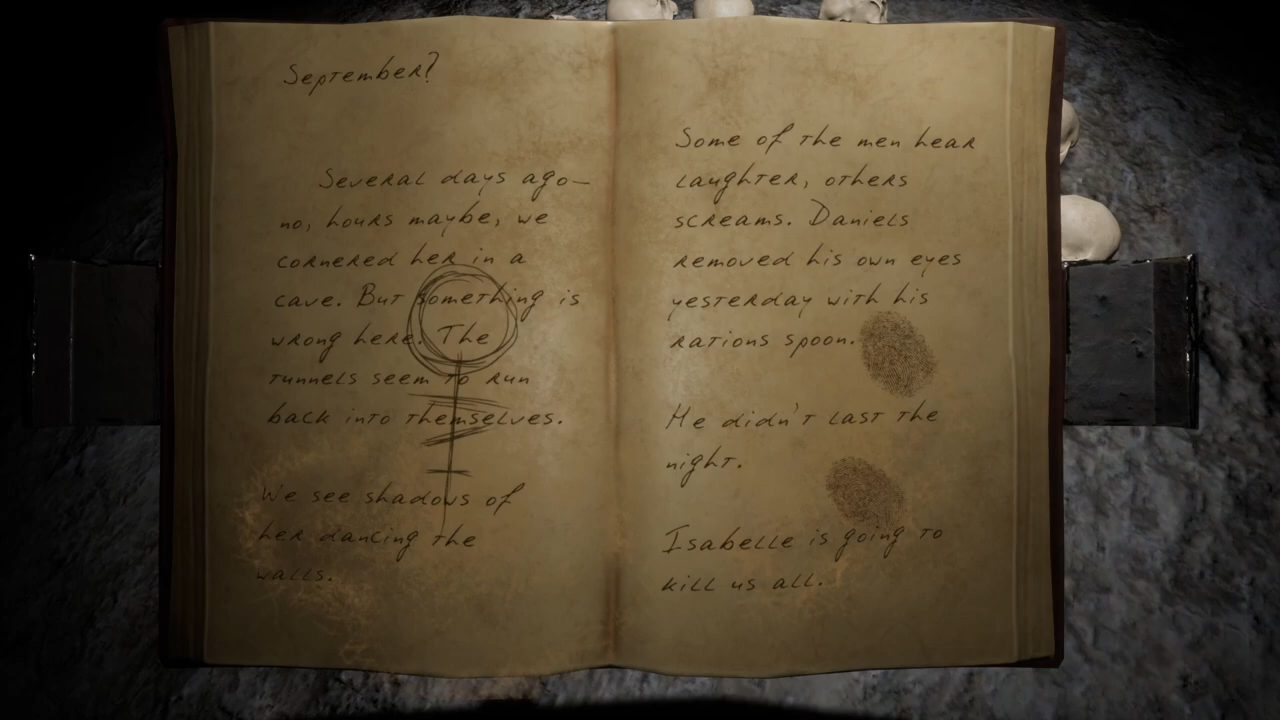 September?
Several days ago—
no, hours maybe, we
cornered her in a
cave. But something is
wrong here. The
tunnels seem to run
back into themselves.
We see shadows of
her dancing the
walls.
Some of the men hear
laughter, others
screams. Daniels
removed his own eyes
yesterday with his
rations spoon.
He didn't last the
night.
Isabelle is going to
kill us all.